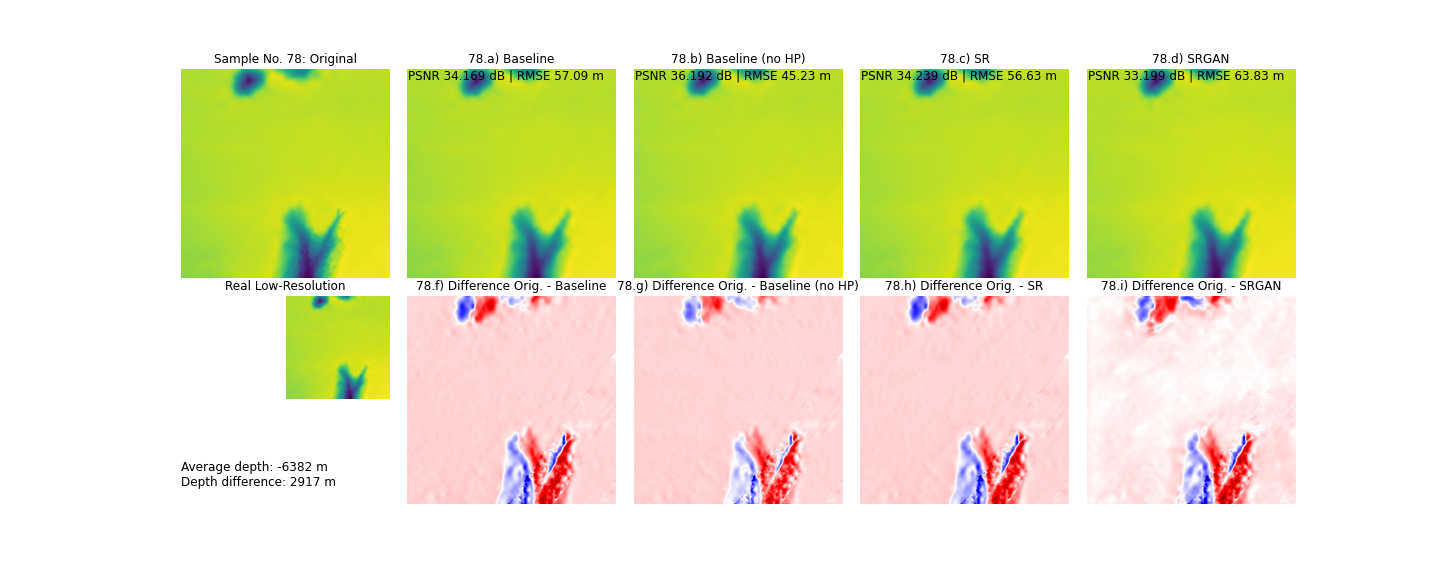 Sample No. 78: Original
78.a) Baseline
78.b) Baseline (no HP)
78.c) SR
78.d) SRGAN
PSNR 34.169 dB | RMSE 57.09 m
PSNR 36.192 dB | RMSE 45.23 m
PSNR 34.239 dB | RMSE 56.63 m
PSNR 33.199 dB | RMSE 63.83 m
Real Low-Resolution
78.f) Difference Orig. - Baseline
78.g) Difference Orig. - Baseline (no HP)
78.h) Difference Orig. - SR
78.i) Difference Orig. - SRGAN
Average depth: -6382 m
Depth difference: 2917 m